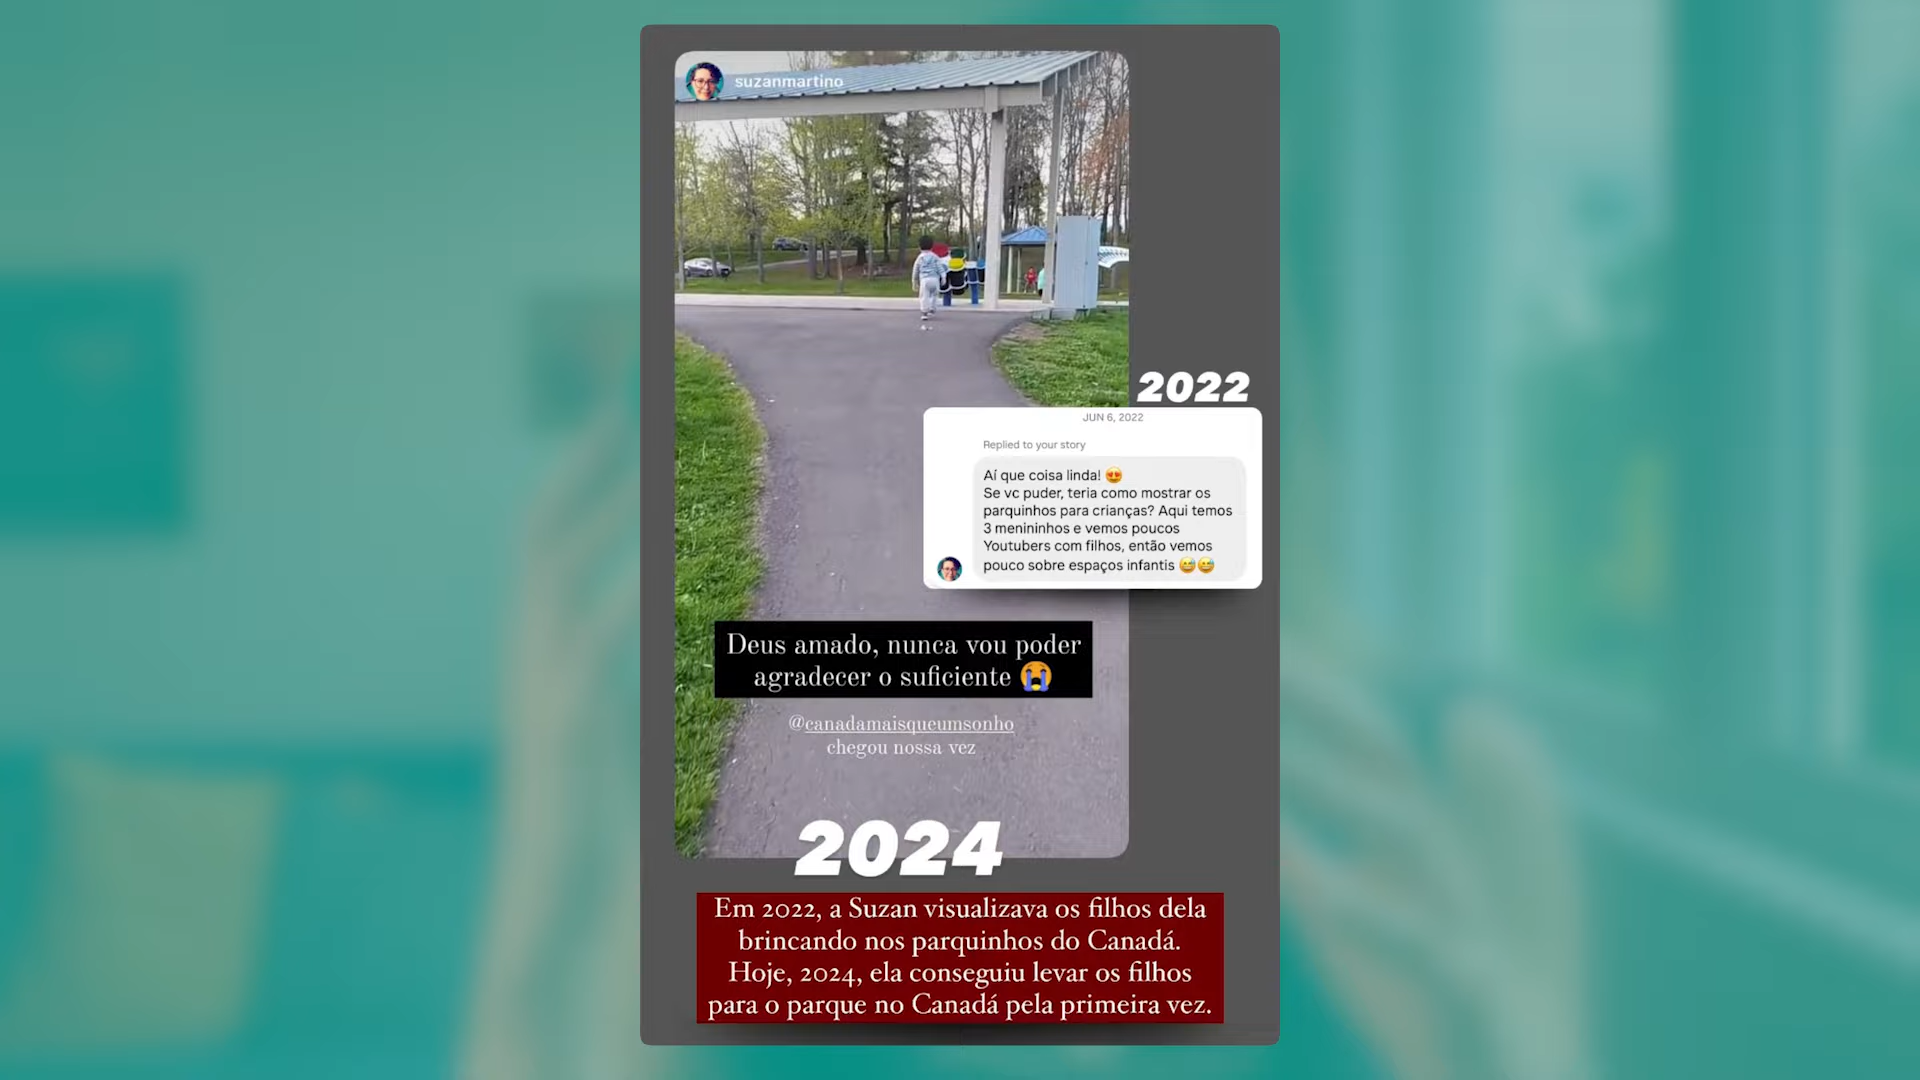 suzanmartino
2022
JUN 6, 2022
Replied to your story
Aí que coisa linda! 😍
Se vc puder, teria como mostrar os
parquinhos para crianças? Aqui temos
3 menininhos e vemos poucos
Youtubers com filhos, então vemos
pouco sobre espaços infantis 😅😅
Deus amado, nunca vou poder
agradecer o suficiente 😭
@canadamaisqueumsonho
chegou nossa vez
2024
Em 2022, a Suzan visualizava os filhos dela
brincando nos parquinhos do Canadá.
Hoje, 2024, ela conseguiu levar os filhos
para o parque no Canadá pela primeira vez.